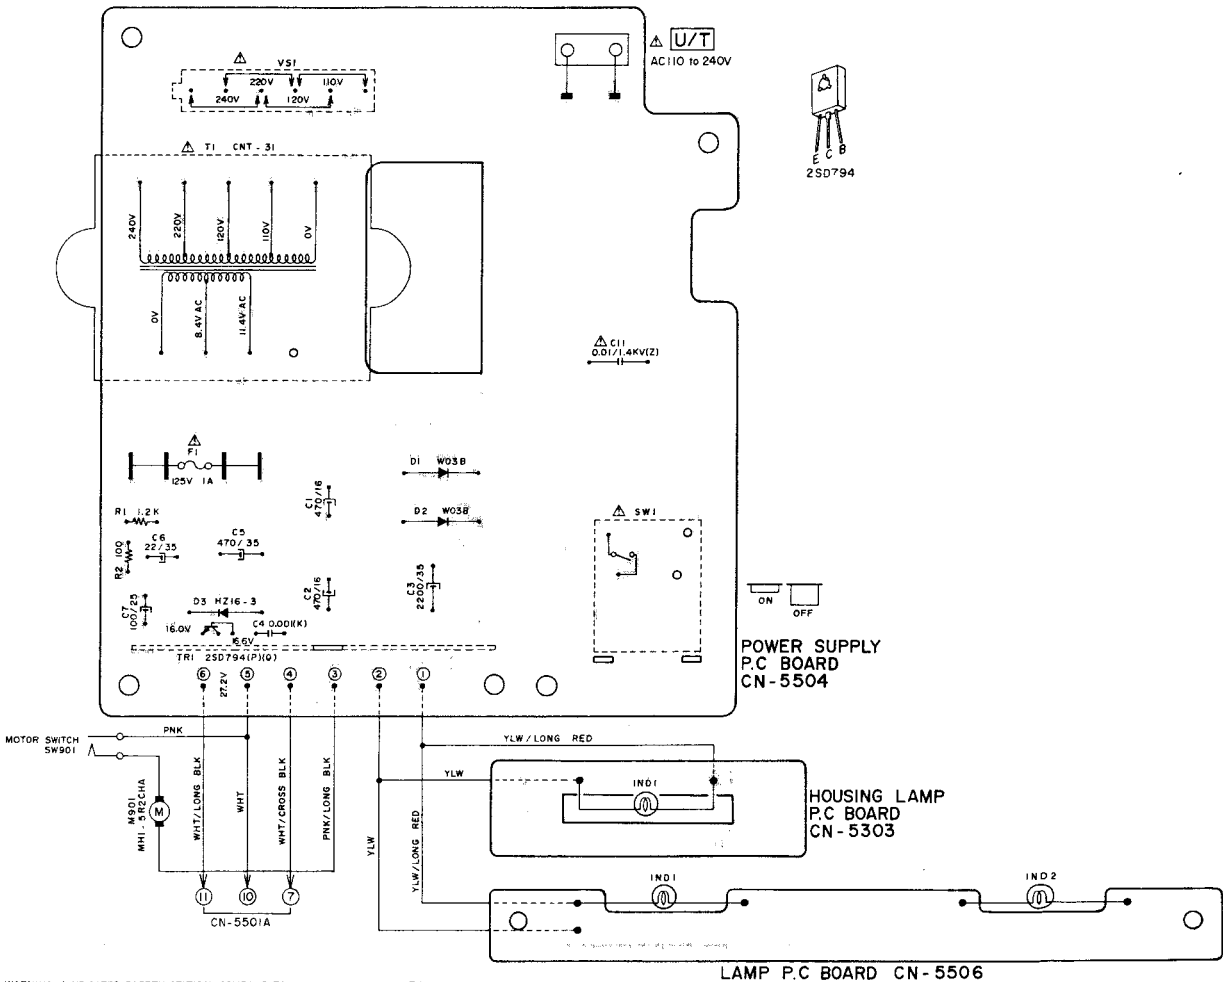 ⚠ VS1
220V 110V
240V 120V
⚠ U/T
AC110 to 240V
E C B
2SD794
⚠ T1 CNT-31
240V
220V
120V
110V
0V
0V
8.4V AC
11.4V AC
⚠ C11
0.01/1.4KV(Z)
⚠
F1
125V 1A
D1 W03B
D2 W03B
C1
470/16
⚠ SW1
R1 1.2K
R2 100
C6
22/35
C5
470/35
C2
470/16
C3
2200/35
C7
100/25
D3 HZ16-3
16.0V
16.6V
C4 0.001(K)
TR1 2SD794(P)(Q)
27.2V
6 5 4 3 2 1
ON
OFF
POWER SUPPLY
P.C BOARD
CN-5504
MOTOR SWITCH
SW901
PNK
M901
MHI-5R2CHA
M
WHT/LONG BLK
WHT
WHT/CROSS BLK
PNK/LONG BLK
YLW
YLW/LONG RED
YLW/LONG RED
YLW
IND1
HOUSING LAMP
P.C BOARD
CN-5303
11 10 7
CN-5501A
IND1
IND2
LAMP P.C BOARD CN-5506